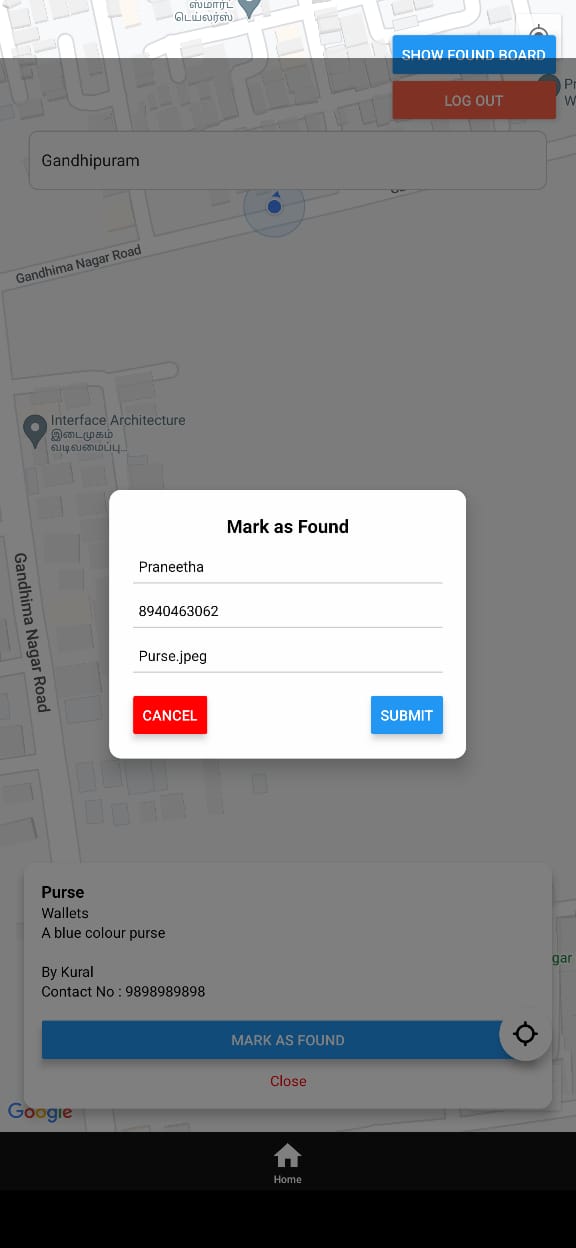 ஸ்மார்ட்
டெய்லர்ஸ்
SHOW FOUND BOARD
Pr
LOG OUT
W
Gandhipuram
Gandhima Nagar Road
Interface Architecture
இடைமுகம்
வடிவமைப்பு...
Mark as Found
Praneetha
8940463062
Purse.jpeg
CANCEL
SUBMIT
Gandhima Nagar Road
Purse
Wallets
A blue colour purse
gar
By Kural
Contact No : 9898989898
MARK AS FOUND
Close
Google
Home